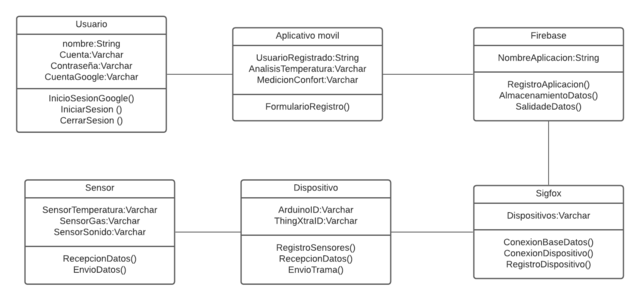 Usuario
nombre:String
Cuenta:Varchar
Contraseña:Varchar
CuentaGoogle:Varchar
InicioSesionGoogle()
IniciarSesion ()
CerrarSesion ()
Aplicativo movil
UsuarioRegistrado:String
AnalisisTemperatura:Varchar
MedicionConfort:Varchar
FormularioRegistro()
Firebase
NombreAplicacion:String
RegistroAplicacion()
AlmacenamientoDatos()
SalidadeDatos()
Sensor
SensorTemperatura:Varchar
SensorGas:Varchar
SensorSonido:Varchar
RecepcionDatos()
EnvioDatos()
Dispositivo
ArduinoID:Varchar
ThingXtraID:Varchar
RegistroSensores()
RecepcionDatos()
EnvioTrama()
Sigfox
Dispositivos:Varchar
ConexionBaseDatos()
ConexionDispositivo()
RegistroDispositivo()